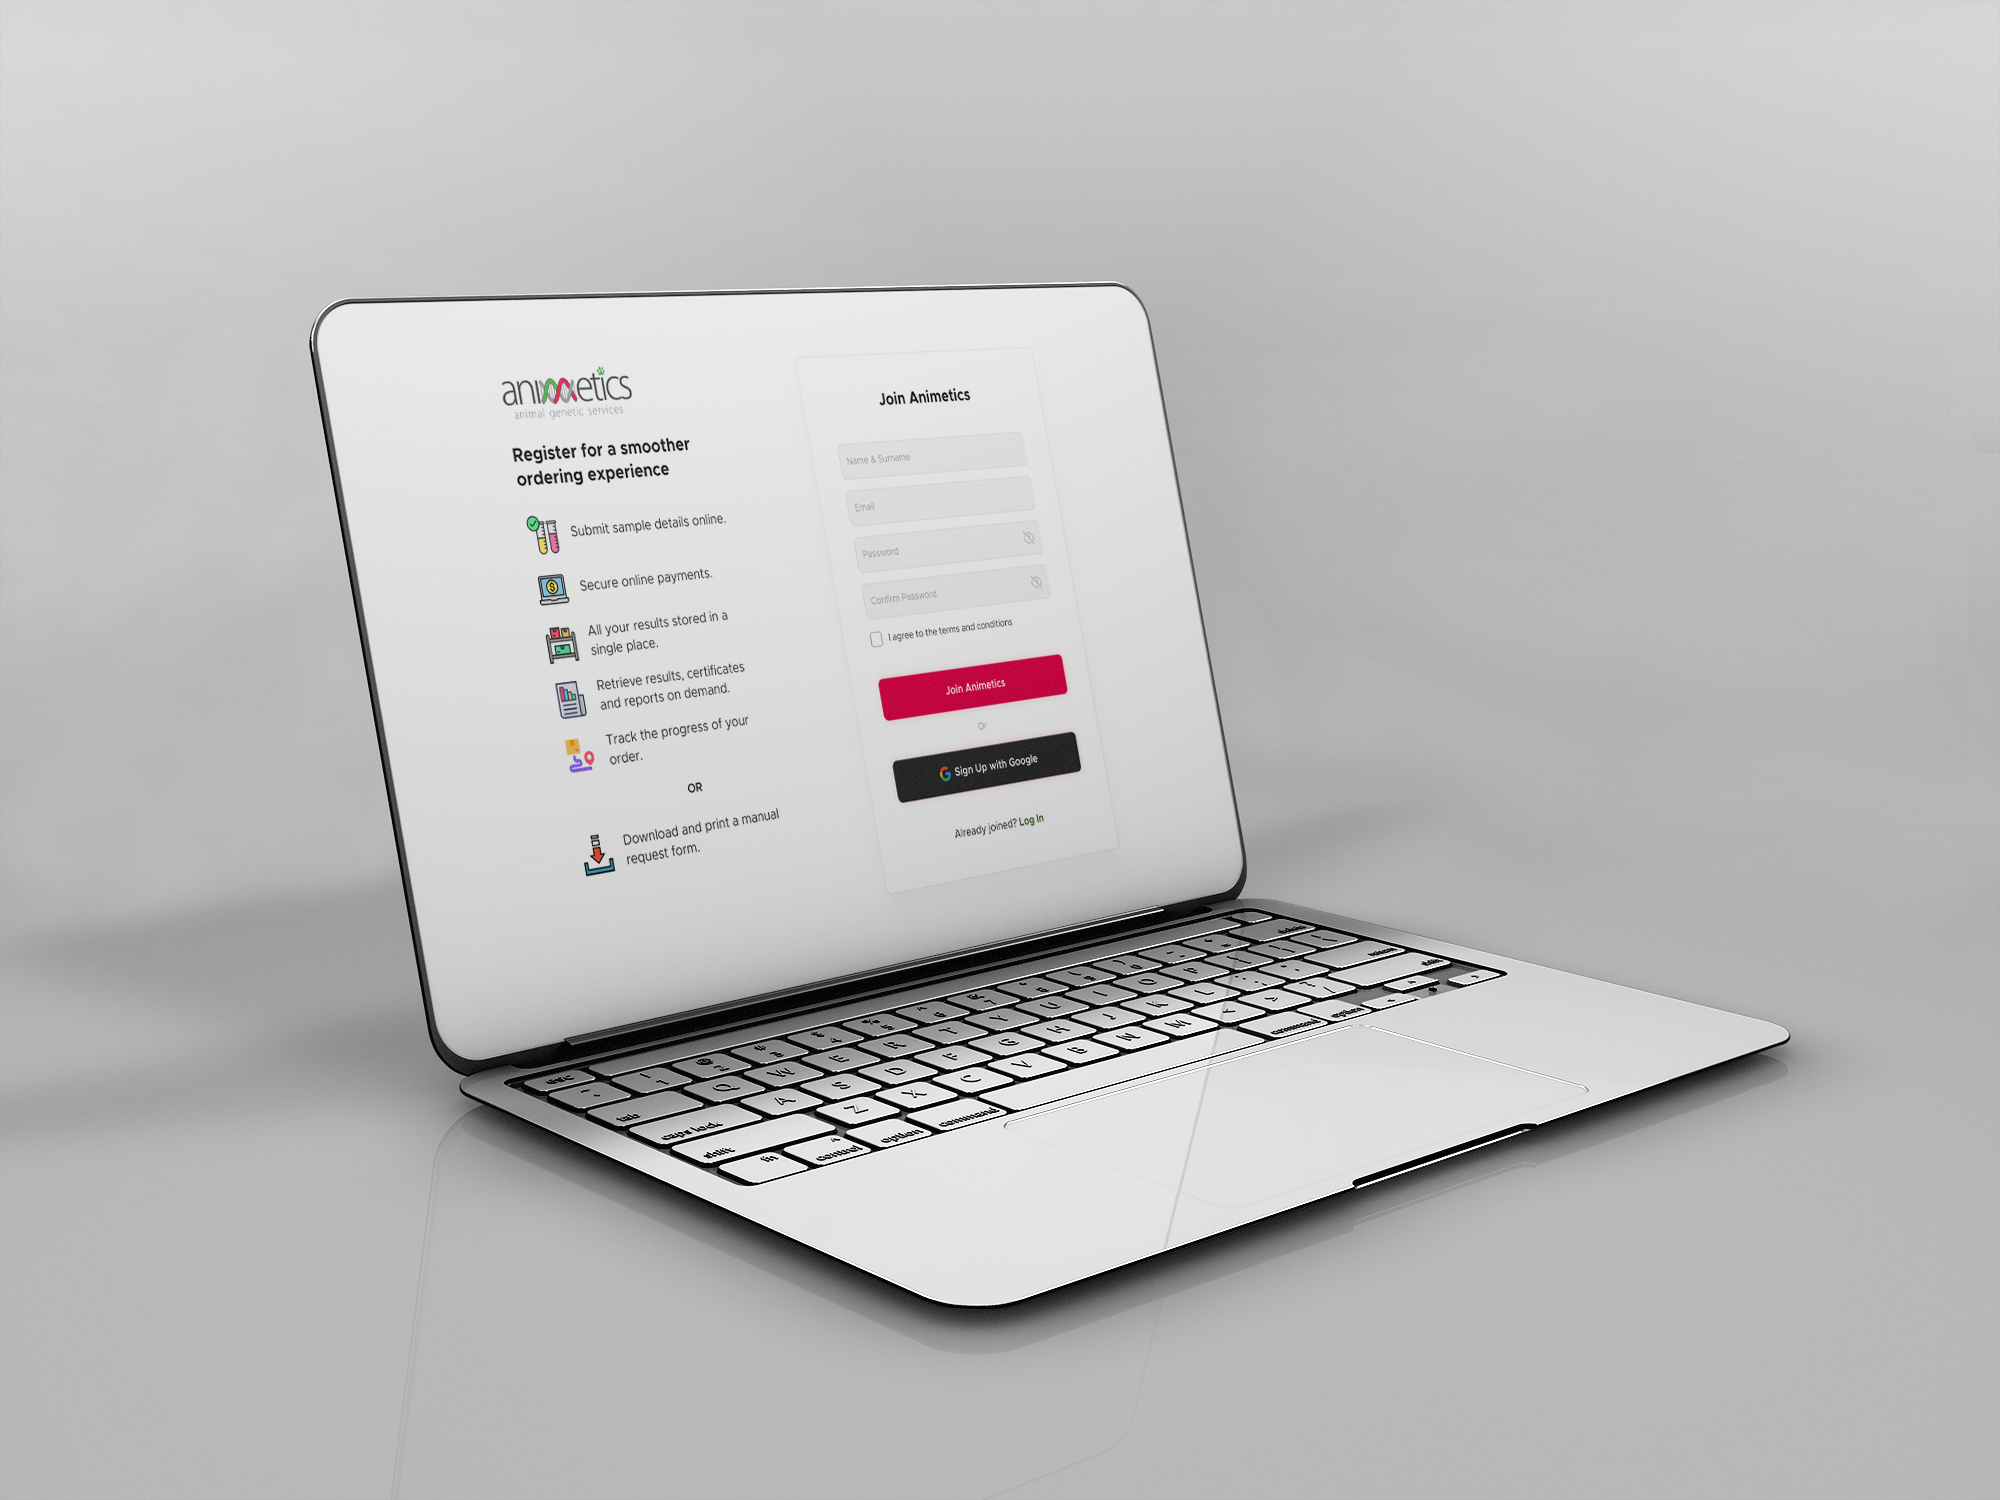 animetics
animal genetic services
Register for a smoother
ordering experience
Submit sample details online.
Secure online payments.
All your results stored in a
single place.
Retrieve results, certificates
and reports on demand.
Track the progress of your
order.
OR
Download and print a manual
request form.
Join Animetics
Name & Surname
Email
Password
Confirm Password
I agree to the terms and conditions
Join Animetics
Or
Sign Up with Google
Already joined? Log In
esc
tab Q W E R T Y U I O P
caps lock A S D F G H J K L
shift Z X C V B N M
fn control option command command option